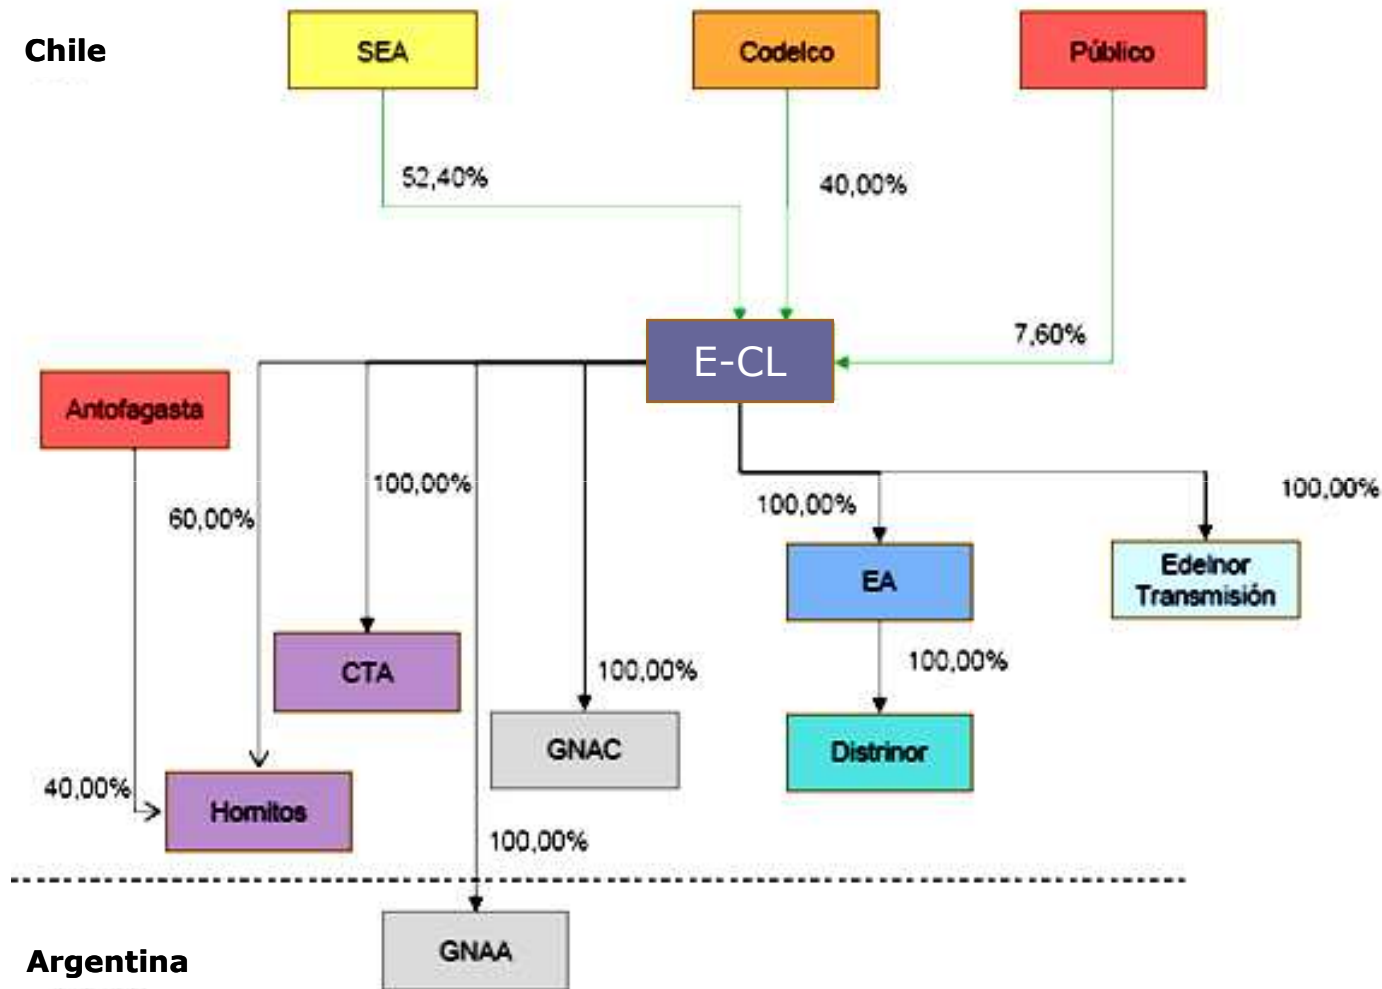 Chile
SEA
Codelco
Público
52,40%
40,00%
7,60%
E-CL
Antofagasta
100,00%
60,00%
100,00%
100,00%
EA
Edelnor
Transmisión
CTA
100,00%
100,00%
GNAC
Distrinor
40,00%
Hornitos
100,00%
GNAA
Argentina